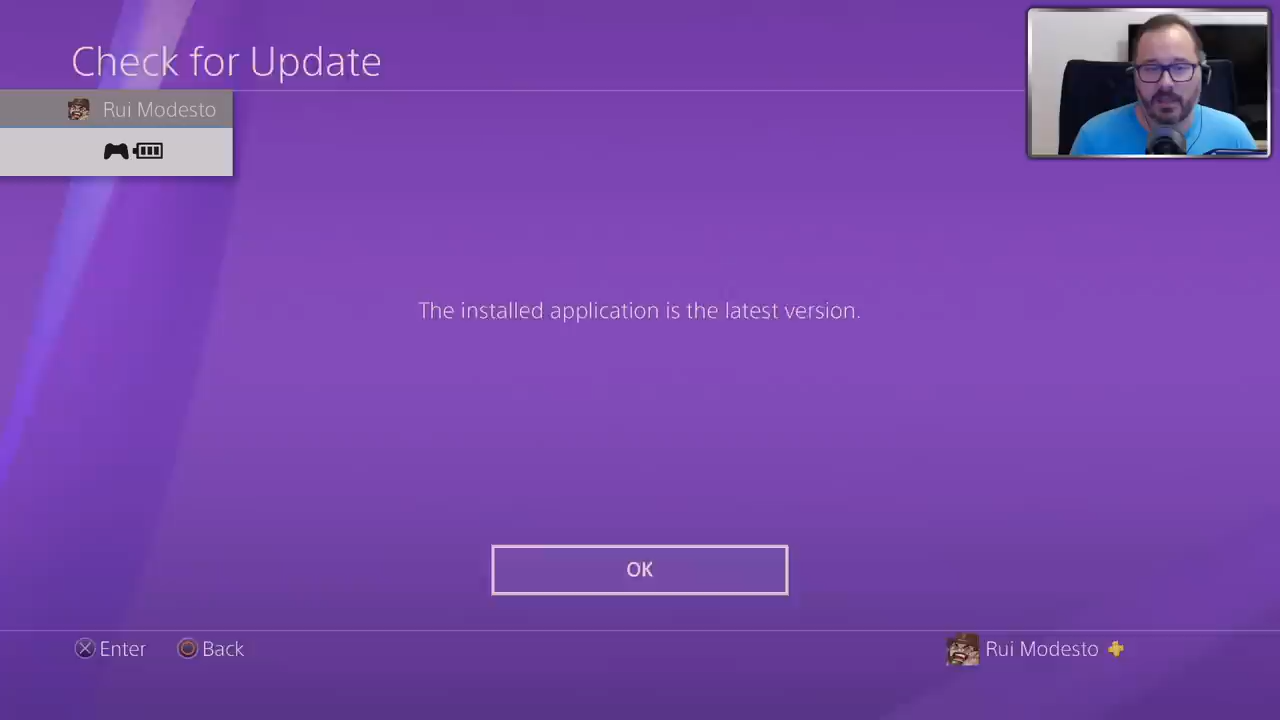 Check for Update
Rui Modesto
The installed application is the latest version.
OK
Enter
Back
Rui Modesto